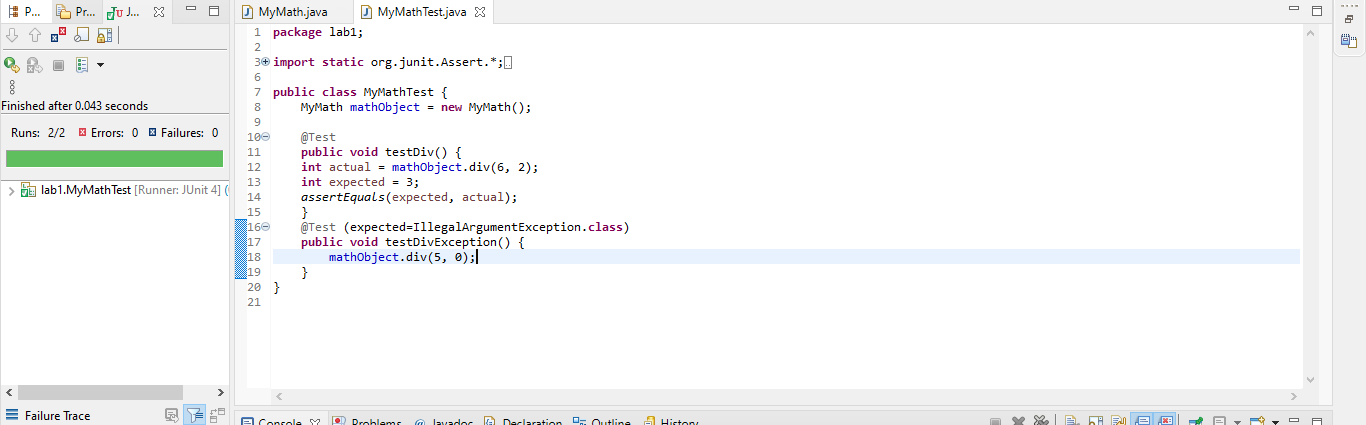 P...
Pr...
J...
Finished after 0.043 seconds
Runs: 2/2 Errors: 0 Failures: 0
lab1.MyMathTest [Runner: JUnit 4] (
Failure Trace
MyMath.java MyMathTest.java
1 package lab1;
2
3 import static org.junit.Assert.*;
6
7 public class MyMathTest {
8 MyMath mathObject = new MyMath();
9
10 @Test
11 public void testDiv() {
12 int actual = mathObject.div(6, 2);
13 int expected = 3;
14 assertEquals(expected, actual);
15 }
16 @Test (expected=IllegalArgumentException.class)
17 public void testDivException() {
18 mathObject.div(5, 0);
19 }
20 }
21
Console Problems @ Javadoc Declaration Outline History